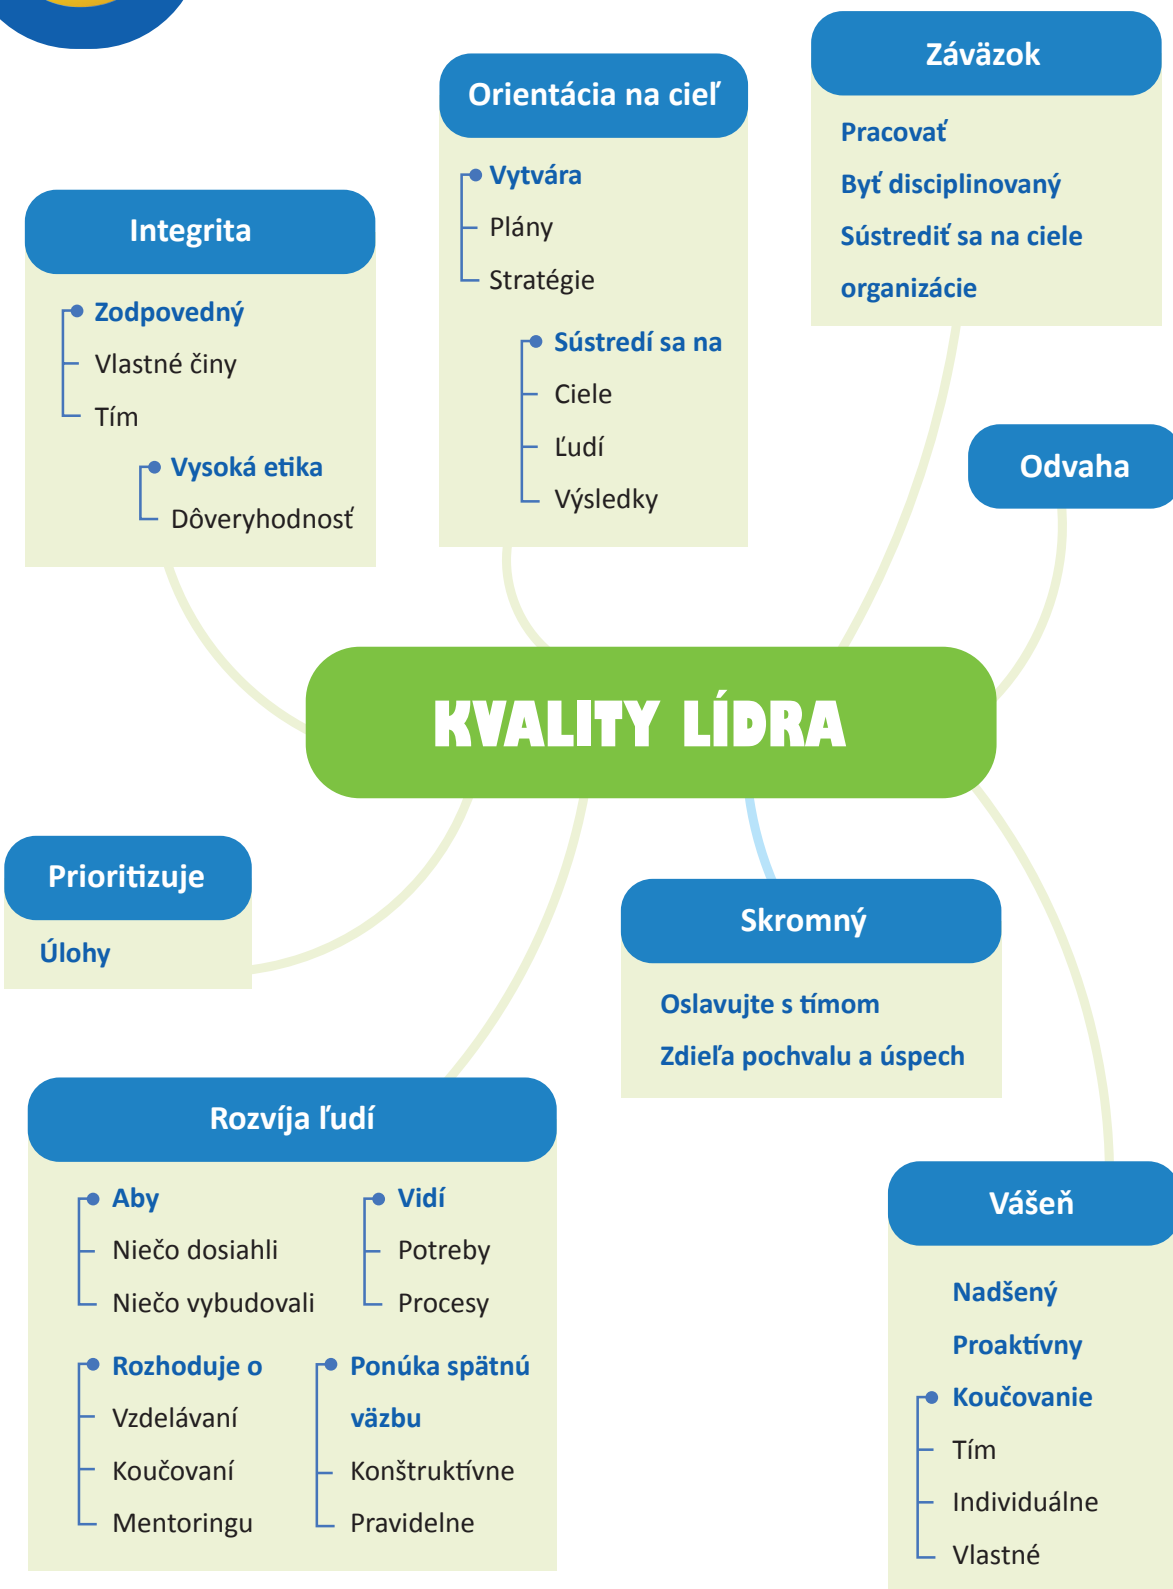 Záväzok
Pracovať
Byť disciplinovaný
Sústrediť sa na ciele
organizácie
Orientácia na cieľ
Vytvára
Plány
Stratégie
Sústredí sa na
Ciele
Ľudí
Výsledky
Integrita
Zodpovedný
Vlastné činy
Tím
Vysoká etika
Dôveryhodnosť
Odvaha
KVALITY LÍDRA
Prioritizuje
Úlohy
Skromný
Oslavujte s tímom
Zdieľa pochvalu a úspech
Rozvíja ľudí
Aby
Niečo dosiahli
Niečo vybudovali
Vidí
Potreby
Procesy
Rozhoduje o
Vzdelávaní
Koučovaní
Mentoringu
Ponúka spätnú
väzbu
Konštruktívne
Pravidelne
Vášeň
Nadšený
Proaktívny
Koučovanie
Tím
Individuálne
Vlastné